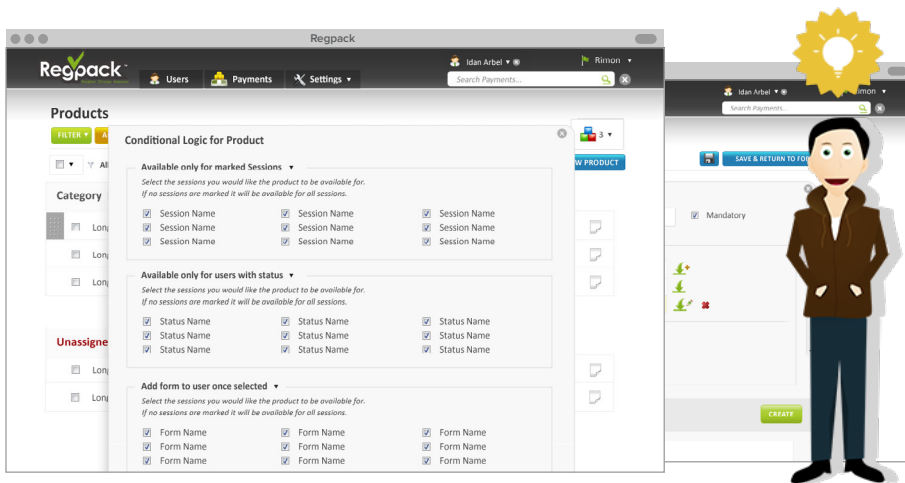 Regpack
Regpack
Users
Payments
Settings
Idan Arbel
Rimon
Search Payments...
Products
FILTER
3
W PRODUCT
Category
Unassigne
Conditional Logic for Product
Available only for marked Sessions
Select the sessions you would like the product to be available for.
If no sessions are marked it will be available for all sessions.
Session Name Session Name Session Name
Session Name Session Name Session Name
Session Name Session Name Session Name
Available only for users with status
Select the sessions you would like the product to be available for.
If no sessions are marked it will be available for all sessions.
Status Name Status Name Status Name
Status Name Status Name Status Name
Status Name Status Name Status Name
Add form to user once selected
Select the sessions you would like the product to be available for.
If no sessions are marked it will be available for all sessions.
Form Name Form Name Form Name
Form Name Form Name Form Name
Form Name Form Name Form Name
Idan Arbel
imon
Search Payments...
SAVE & RETURN TO FO
Mandatory
CREATE